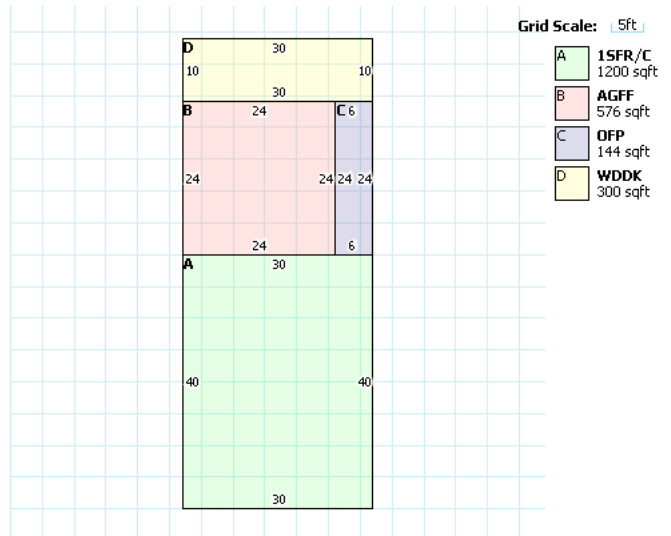 Grid Scale: 5ft
A 1SFR/C
1200 sqft
B AGFF
576 sqft
C OFP
144 sqft
D WDDK
300 sqft
D 30
10 10
30
B 24 C 6
24 24 24 24
24 6
A 30
40 40
30